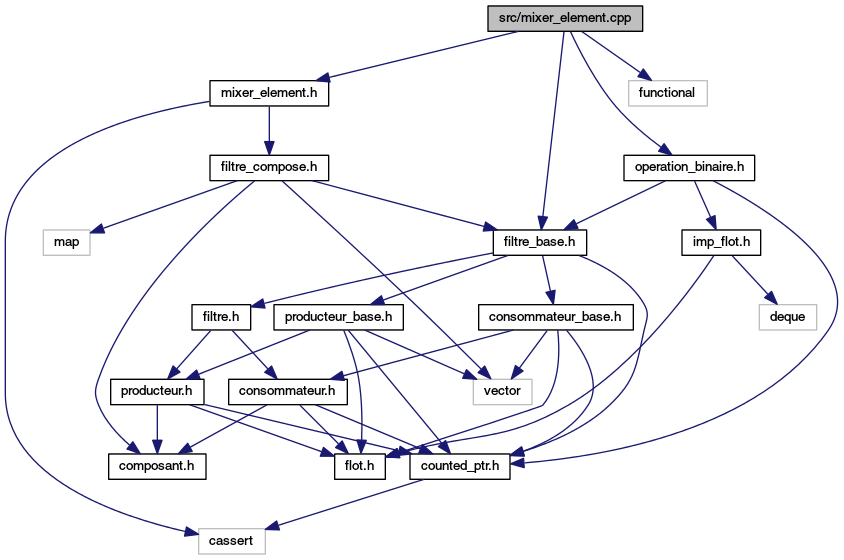 src/mixer_element.cpp
mixer_element.h
functional
filtre_compose.h
operation_binaire.h
map
filtre_base.h
imp_flot.h
filtre.h
producteur_base.h
consommateur_base.h
deque
producteur.h
consommateur.h
vector
composant.h
flot.h
counted_ptr.h
cassert